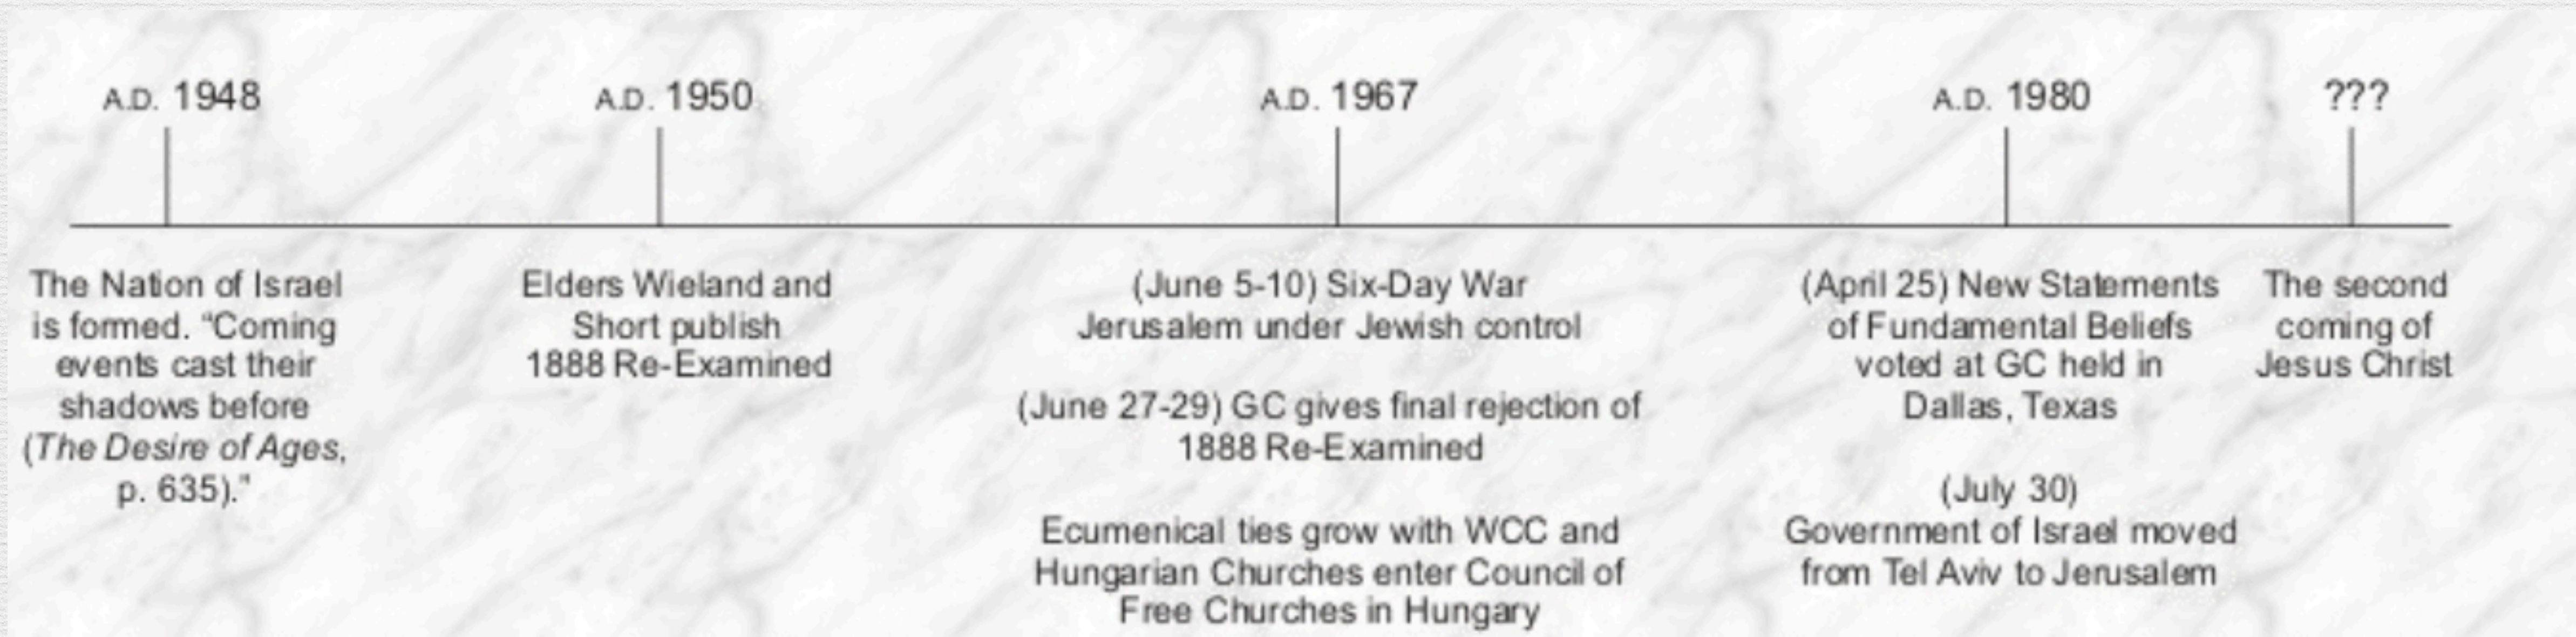 A.D. 1948
A.D. 1950
A.D. 1967
A.D. 1980
???
The Nation of Israel
is formed. “Coming
events cast their
shadows before
(The Desire of Ages,
p. 635).”
Elders Wieland and
Short publish
1888 Re-Examined
(June 5-10) Six-Day War
Jerusalem under Jewish control
(June 27-29) GC gives final rejection of
1888 Re-Examined
Ecumenical ties grow with WCC and
Hungarian Churches enter Council of
Free Churches in Hungary
(April 25) New Statements
of Fundamental Beliefs
voted at GC held in
Dallas, Texas
(July 30)
Government of Israel moved
from Tel Aviv to Jerusalem
The second
coming of
Jesus Christ